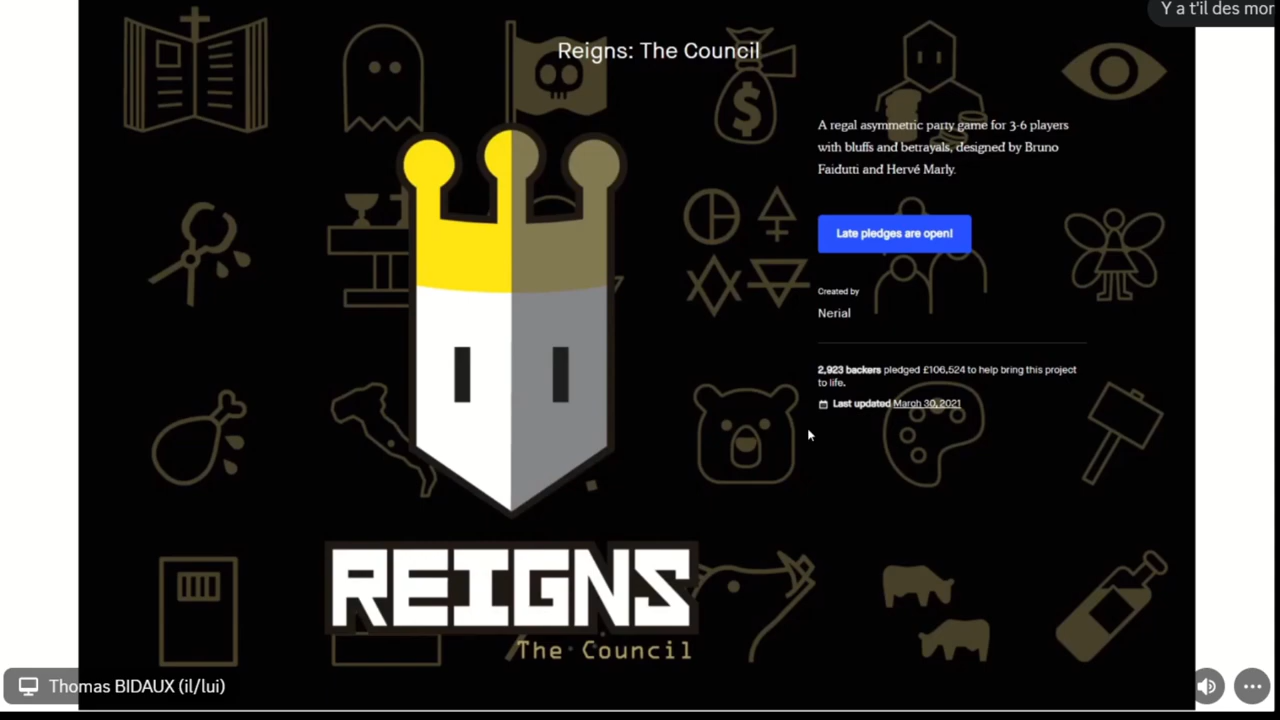 Y a t'il des mor
Reigns: The Council
A regal asymmetric party game for 3-6 players
with bluffs and betrayals, designed by Bruno
Faidutti and Hervé Marly.
Late pledges are open!
Created by
Nerial
2,923 backers pledged £106,524 to help bring this project
to life.
Last updated March 30, 2021
$
REIGNS
The Council
Thomas BIDAUX (il/lui)